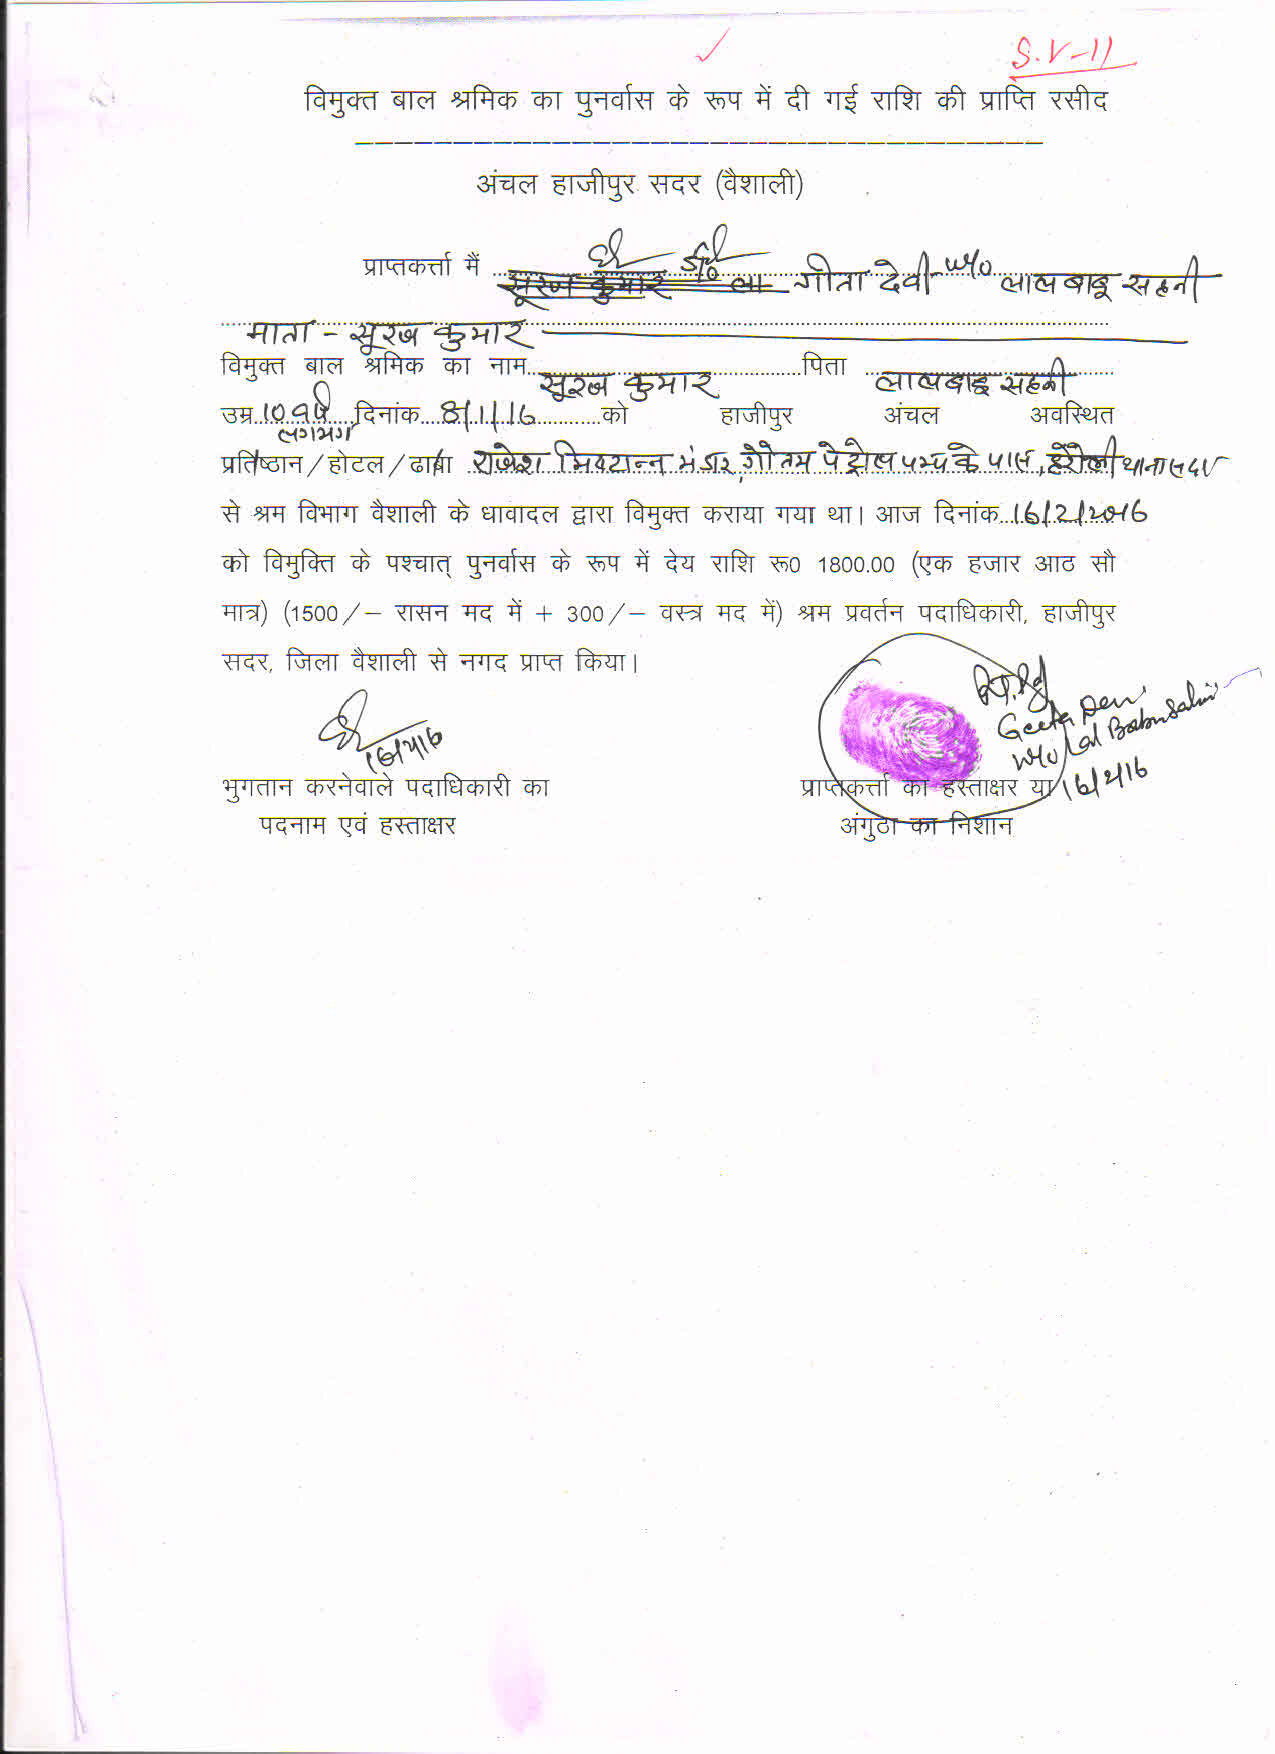 S.V-11
विमुक्त बाल श्रमिक का पुनर्वास के रूप में दी गई राशि की प्राप्ति रसीद
अंचल हाजीपुर सदर (वैशाली)
प्राप्तकर्त्ता मैं सूरज कुमार S/o ला गीता देवी w/o लालबाबू सहनी
माता - सूरज कुमार
विमुक्त बाल श्रमिक का नाम सूरज कुमार पिता लालबाबू सहनी
उम्र 10 वर्ष दिनांक 8/1/16 को हाजीपुर अंचल अवस्थित
लगभग
प्रतिष्ठान/होटल/ढाबा राजेश मिष्टान्न भंडार, गौतम पेट्रोल पम्प के पास, थाना सदर
से श्रम विभाग वैशाली के धावादल द्वारा विमुक्त कराया गया था। आज दिनांक 16/2/2016
को विमुक्ति के पश्चात् पुनर्वास के रूप में देय राशि रू0 1800.00 (एक हजार आठ सौ
मात्र) (1500/- रासन मद में + 300/- वस्त्र मद में) श्रम प्रवर्तन पदाधिकारी, हाजीपुर
सदर, जिला वैशाली से नगद प्राप्त किया।
Geeta Devi
w/o Lal Babu Sahni
16/2/16
16/2/16
भुगतान करनेवाले पदाधिकारी का
पदनाम एवं हस्ताक्षर
प्राप्तकर्त्ता का हस्ताक्षर या
अंगुठा का निशान